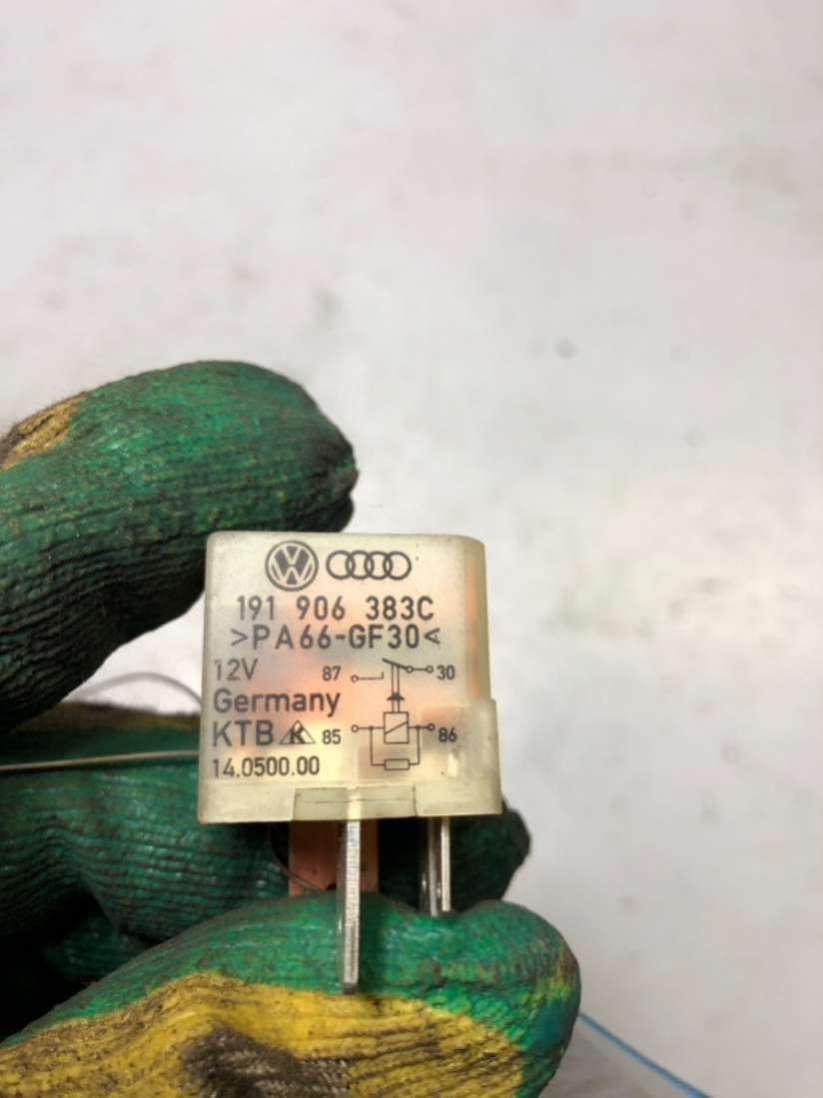 191 906 383C
>PA66-GF30<
12V 87 30
Germany
KTB K 85 86
14.0500.00